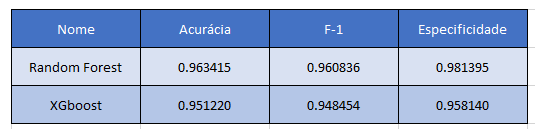 Nome Acurácia F-1 Especificidade
Random Forest 0.963415 0.960836 0.981395
XGboost 0.951220 0.948454 0.958140